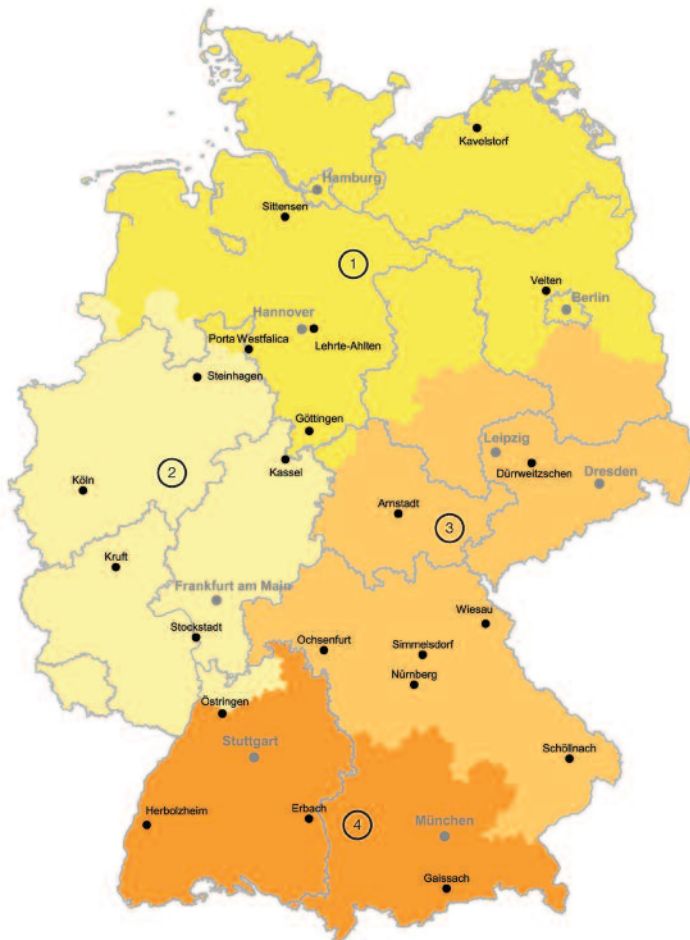 Kavelstorf
Hamburg
Sittensen
1
Velten
Berlin
Hannover
Lehrte-Ahlten
Porta Westfalica
Steinhagen
Göttingen
Kassel
2
Köln
Leipzig
Dürrweitzschen
Dresden
Arnstadt
3
Kruft
Frankfurt am Main
Stockstadt
Wiesau
Ochsenfurt
Simmelsdorf
Nürnberg
Östringen
Stuttgart
Schöllnach
Herbolzheim
Erbach
4
München
Gaissach